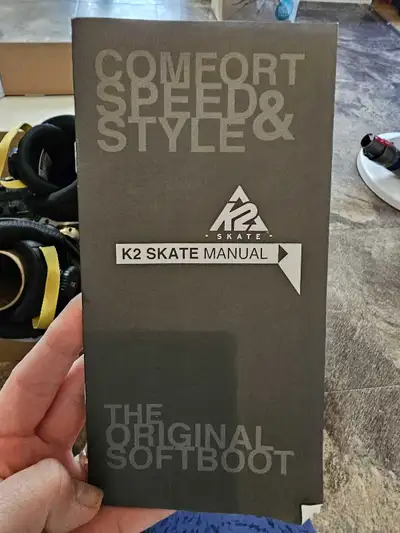 COMFORT
SPEED &
STYLE
K2
· SKATE ·
K2 SKATE MANUAL
THE
ORIGINAL
SOFTBOOT